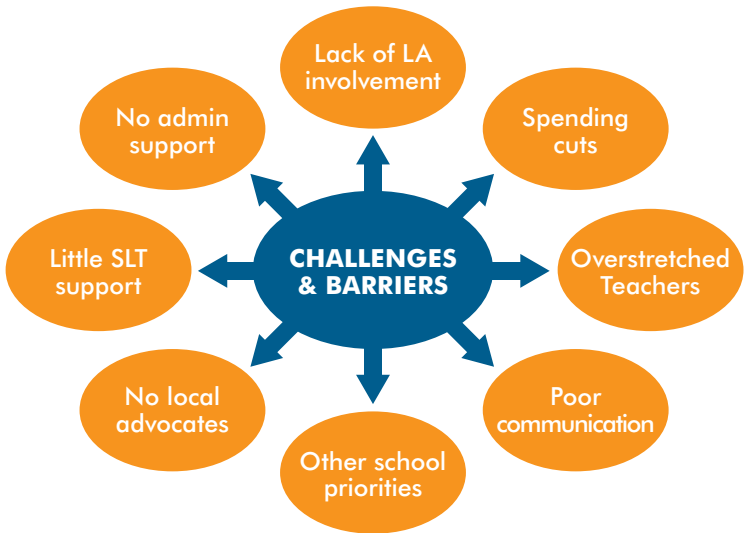 Lack of LA
involvement
No admin
support
Spending
cuts
Little SLT
support
CHALLENGES
& BARRIERS
Overstretched
Teachers
No local
advocates
Poor
communication
Other school
priorities